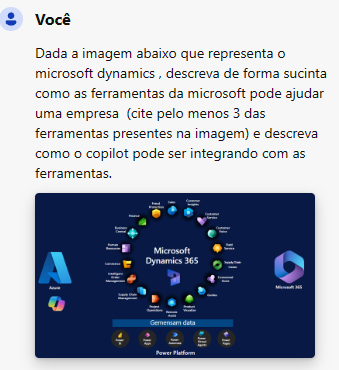 Você
Dada a imagem abaixo que representa o
microsoft dynamics , descreva de forma sucinta
como as ferramentas da microsoft pode ajudar
uma empresa  (cite pelo menos 3 das
ferramentas presentes na imagem) e descreva
como o copilot pode ser integrando com as
ferramentas.
Sales
Fraud
Protection
Customer
Insights
Finance
Customer
Service
Business
Central
Customer
Voice
Human
Resources
Field
Service
Commerce
Supply Chain
Intelligent
Order
Management
Supply Chain
Management
Guides
Project
Operations
Remote
Assist
Product
Visualize
Microsoft
Dynamics 365
Azure
Microsoft 365
Gemensam data
Power
BI
Power
Apps
Power
Automate
Power
Virtual
Agents
Power
Pages
Power Platform